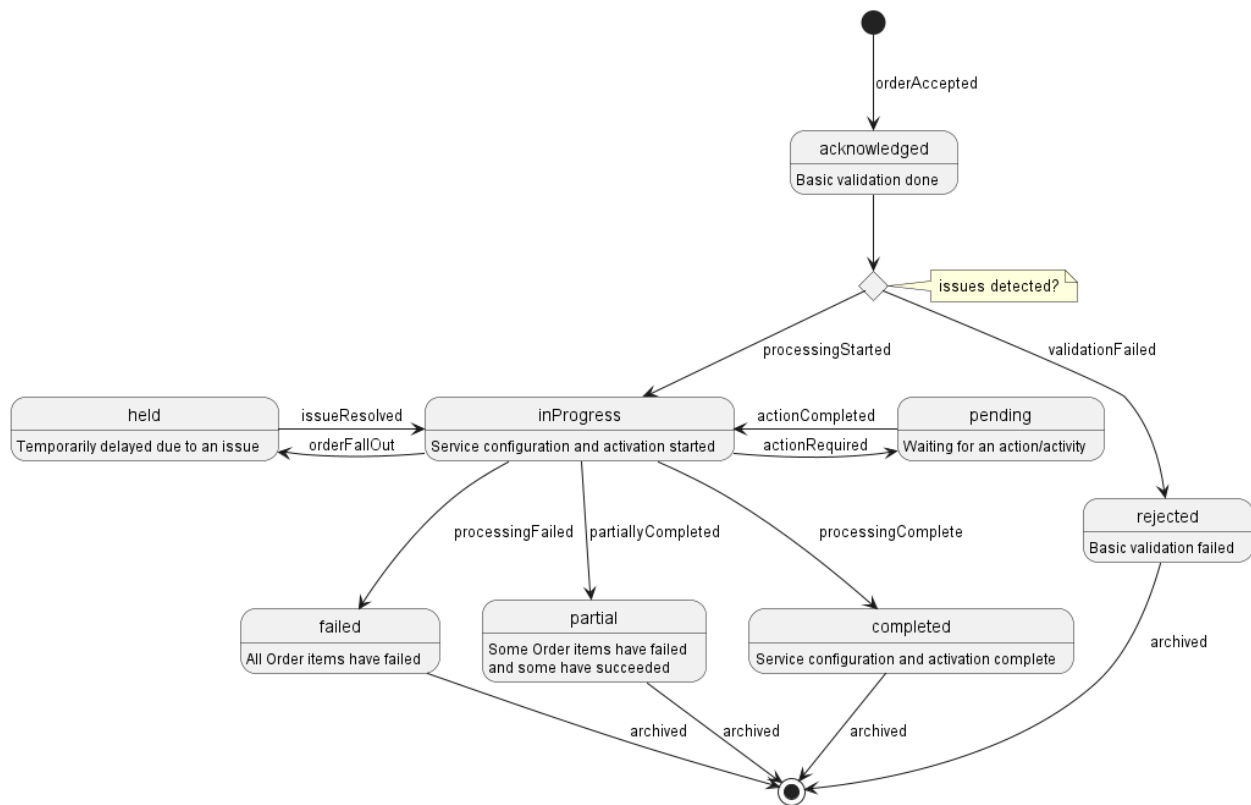 orderAccepted
acknowledged
Basic validation done
issues detected?
processingStarted
validationFailed
held
Temporarily delayed due to an issue
issueResolved
orderFallOut
inProgress
Service configuration and activation started
actionCompleted
actionRequired
pending
Waiting for an action/activity
processingFailed
partiallyCompleted
processingComplete
rejected
Basic validation failed
failed
All Order items have failed
partial
Some Order items have failed
and some have succeeded
completed
Service configuration and activation complete
archived
archived
archived
archived